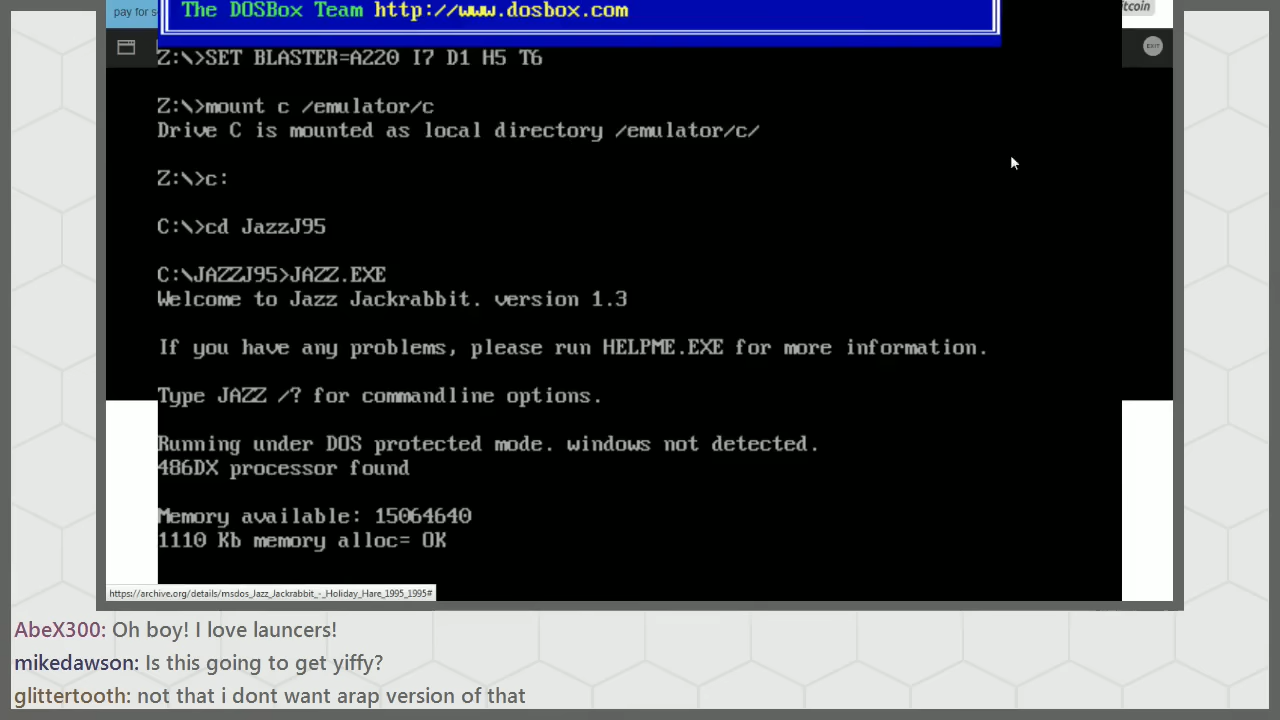 pay for s
The DOSBox Team http://www.dosbox.com
itcoin
EXIT
Z:\>SET BLASTER=A220 I7 D1 H5 T6
Z:\>mount c /emulator/c
Drive C is mounted as local directory /emulator/c/
Z:\>c:
C:\>cd JazzJ95
C:\JAZZJ95>JAZZ.EXE
Welcome to Jazz Jackrabbit. version 1.3
If you have any problems, please run HELPME.EXE for more information.
Type JAZZ /? for commandline options.
Running under DOS protected mode. windows not detected.
486DX processor found
Memory available: 15064640
1110 Kb memory alloc= OK
https://archive.org/details/msdos_Jazz_Jackrabbit_-_Holiday_Hare_1995_1995#
AbeX300: Oh boy! I love launcers!
mikedawson: Is this going to get yiffy?
glittertooth: not that i dont want arap version of that